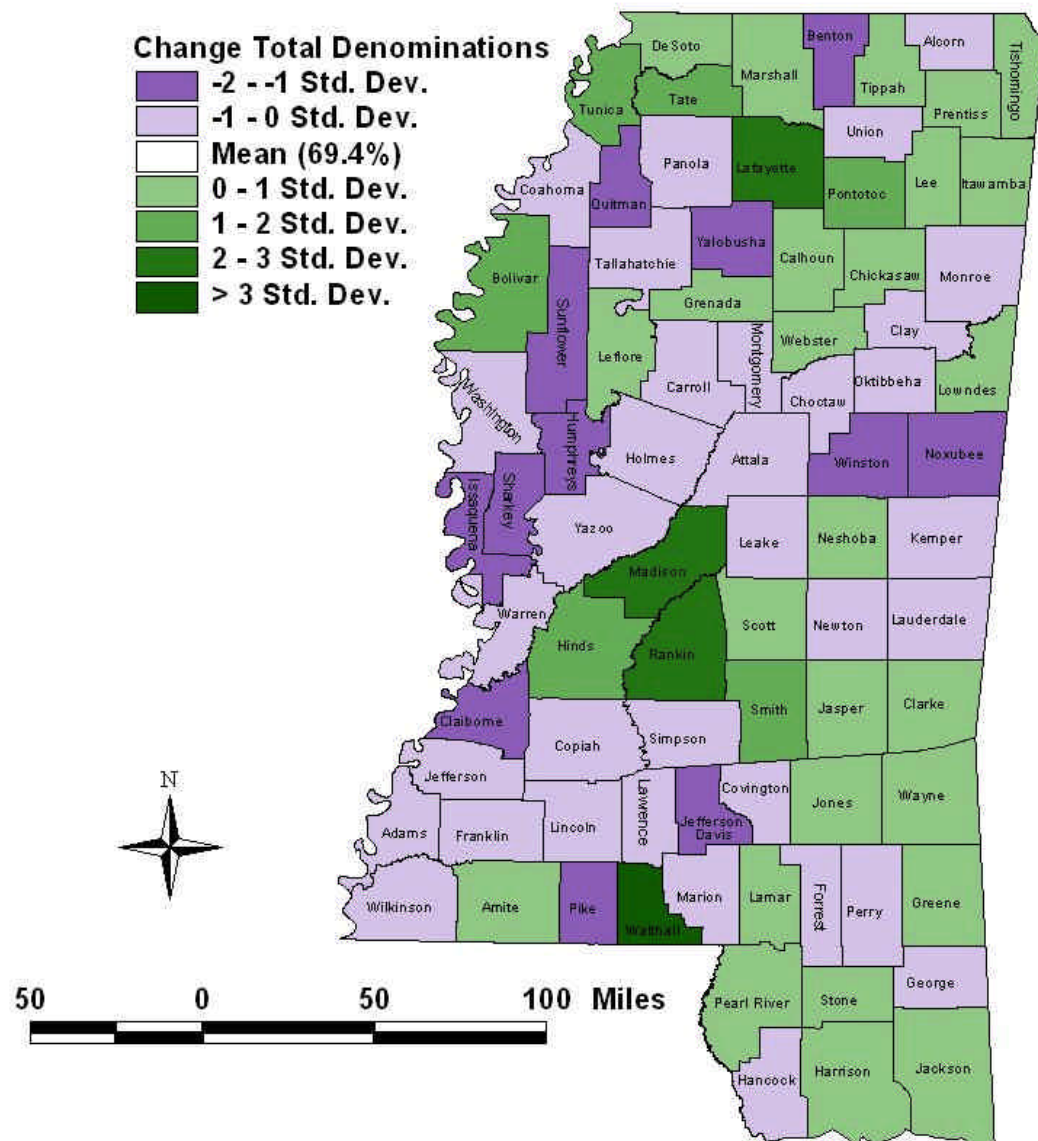 Change Total Denominations
-2 - -1 Std. Dev.
-1 - 0 Std. Dev.
Mean (69.4%)
0 - 1 Std. Dev.
1 - 2 Std. Dev.
2 - 3 Std. Dev.
> 3 Std. Dev.
DeSoto
Marshall
Benton
Alcorn
Tippah
Tishomingo
Prentiss
Tunica
Tate
Union
Panola
Lafayette
Coahoma
Quitman
Pontotoc
Lee
Itawamba
Yalobusha
Tallahatchie
Calhoun
Chickasaw
Monroe
Bolivar
Sunflower
Grenada
Leflore
Montgomery
Webster
Clay
Carroll
Choctaw
Oktibbeha
Lowndes
Washington
Humphreys
Holmes
Attala
Winston
Noxubee
Issaquena
Sharkey
Yazoo
Leake
Neshoba
Kemper
Madison
Warren
Hinds
Rankin
Scott
Newton
Lauderdale
Claiborne
Copiah
Simpson
Smith
Jasper
Clarke
Jefferson
Lawrence
Covington
Jones
Wayne
Adams
Franklin
Lincoln
Jefferson
Davis
Wilkinson
Amite
Pike
Walthall
Marion
Lamar
Forrest
Perry
Greene
George
Pearl River
Stone
Hancock
Harrison
Jackson
N
50 0 50 100 Miles